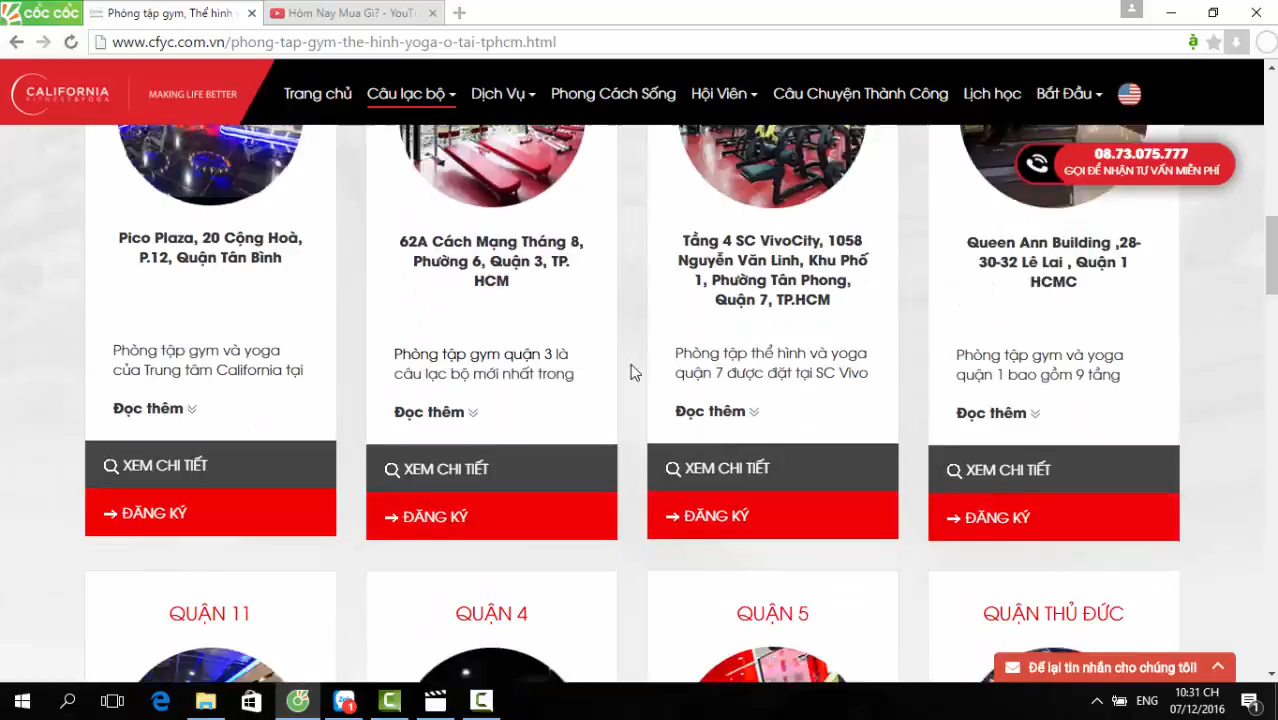 cốc cốc
Phòng tập gym, Thể hình
Hôm Nay Mua Gì? - YouT
www.cfyc.com.vn/phong-tap-gym-the-hinh-yoga-o-tai-tphcm.html
CALIFORNIA
FITNESS&YOGA
MAKING LIFE BETTER
Trang chủ
Câu lạc bộ
Dịch Vụ
Phong Cách Sống
Hội Viên
Câu Chuyện Thành Công
Lịch học
Bắt Đầu
08.73.075.777
GỌI ĐỂ NHẬN TƯ VẤN MIỄN PHÍ
Pico Plaza, 20 Cộng Hoà,
P.12, Quận Tân Bình
Phòng tập gym và yoga
của Trung tâm California tại
Đọc thêm
XEM CHI TIẾT
ĐĂNG KÝ
62A Cách Mạng Tháng 8,
Phường 6, Quận 3, TP.
HCM
Phòng tập gym quận 3 là
câu lạc bộ mới nhất trong
Đọc thêm
XEM CHI TIẾT
ĐĂNG KÝ
Tầng 4 SC VivoCity, 1058
Nguyễn Văn Linh, Khu Phố
1, Phường Tân Phong,
Quận 7, TP.HCM
Phòng tập thể hình và yoga
quận 7 được đặt tại SC Vivo
Đọc thêm
XEM CHI TIẾT
ĐĂNG KÝ
Queen Ann Building ,28-
30-32 Lê Lai , Quận 1
HCMC
Phòng tập gym và yoga
quận 1 bao gồm 9 tầng
Đọc thêm
XEM CHI TIẾT
ĐĂNG KÝ
QUẬN 11
QUẬN 4
QUẬN 5
QUẬN THỦ ĐỨC
Để lại tin nhắn cho chúng tôi!
Zalo
1
ENG
10:31 CH
07/12/2016
1